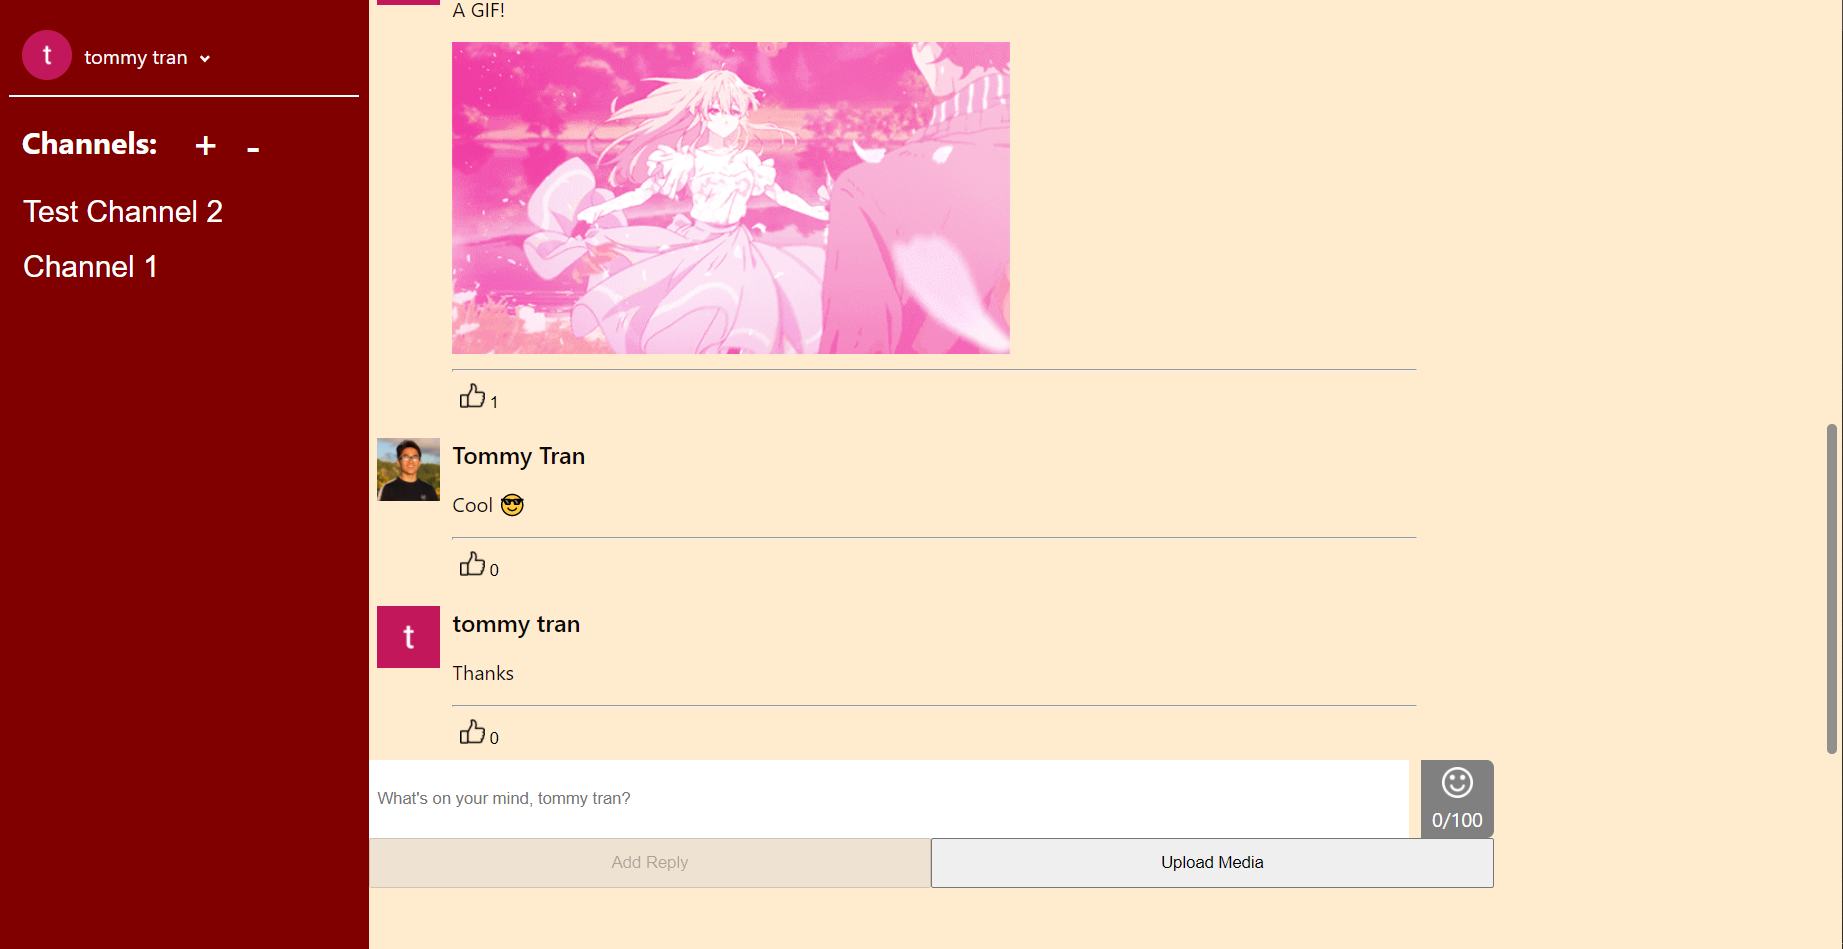 t
tommy tran
Channels: + -
Test Channel 2
Channel 1
A GIF!
1
Tommy Tran
Cool 😎
0
t
tommy tran
Thanks
0
What's on your mind, tommy tran?
0/100
Add Reply
Upload Media